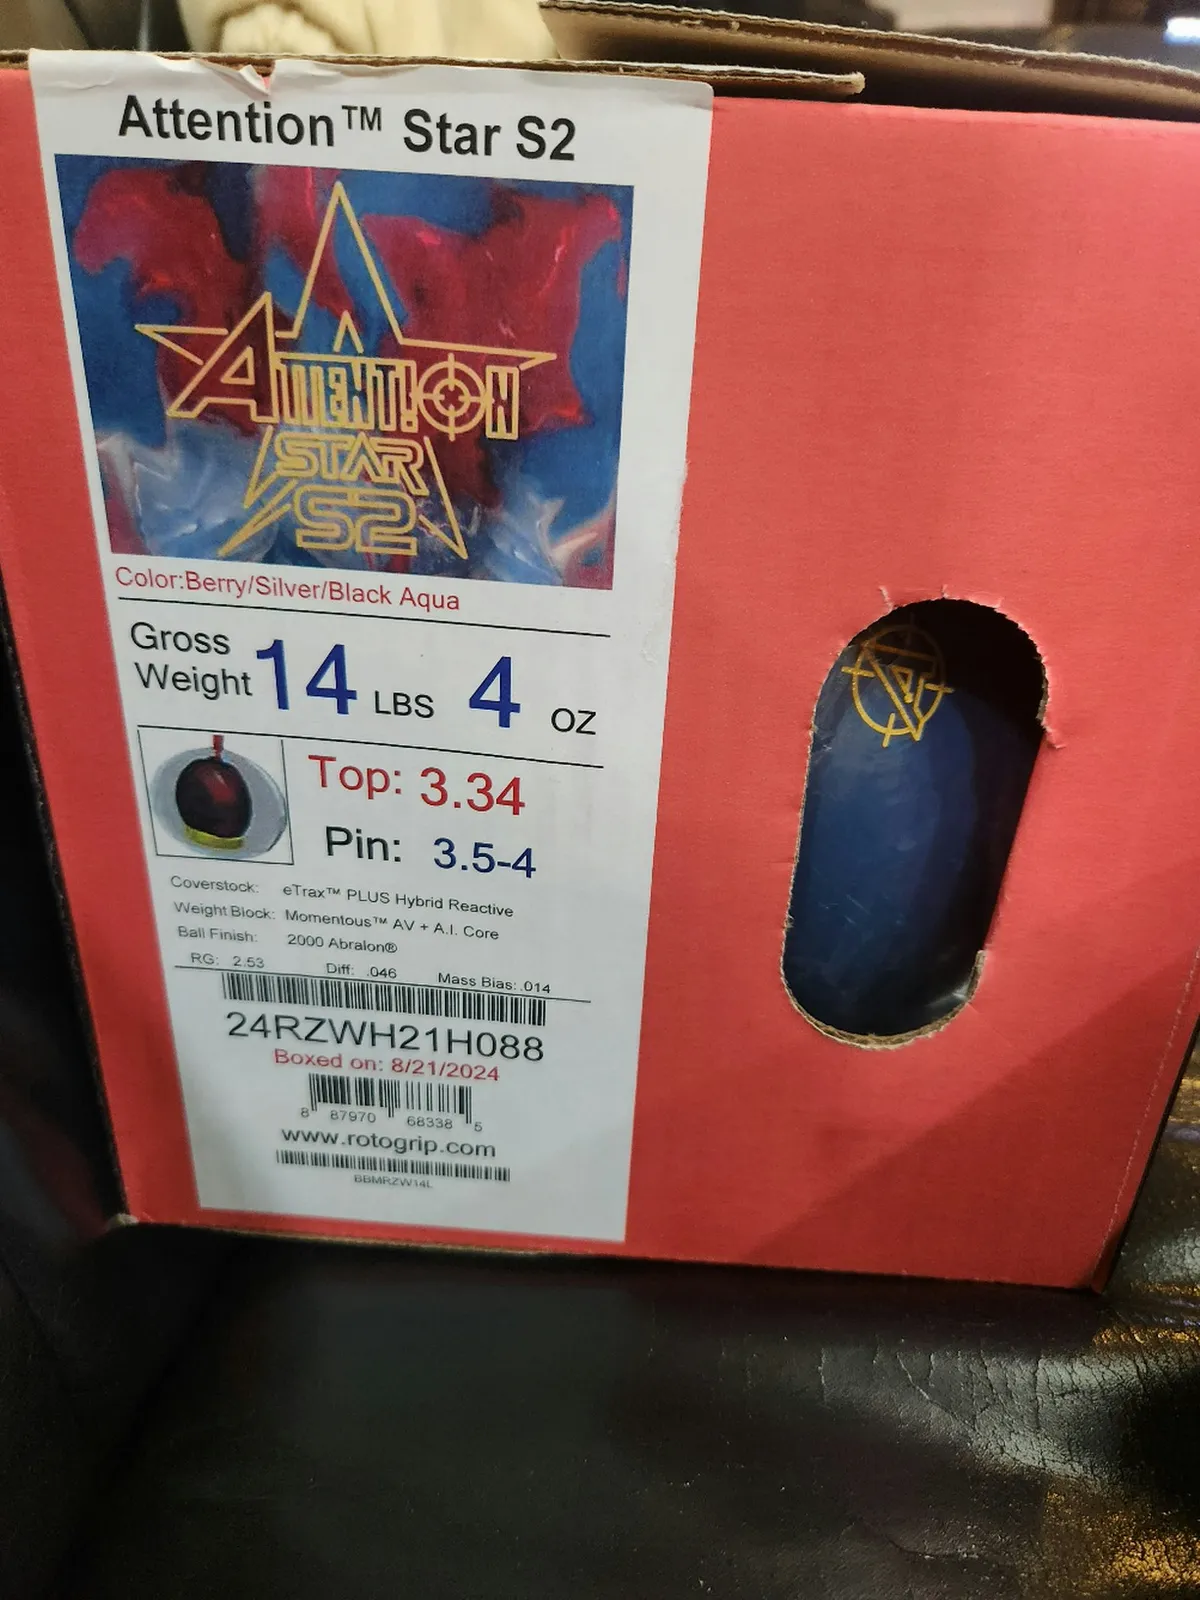 Attention™ Star S2
ATTENT!ON
STAR
S2
Color:Berry/Silver/Black Aqua
Gross
Weight 14 LBS 4 OZ
Top: 3.34
Pin: 3.5-4
Coverstock: eTrax™ PLUS Hybrid Reactive
Weight Block: Momentous™ AV + A.I. Core
Ball Finish: 2000 Abralon®
RG: 2.53 Diff: .046 Mass Bias: .014
24RZWH21H088
Boxed on: 8/21/2024
8 87970 68338 5
www.rotogrip.com
BBMRZW14L